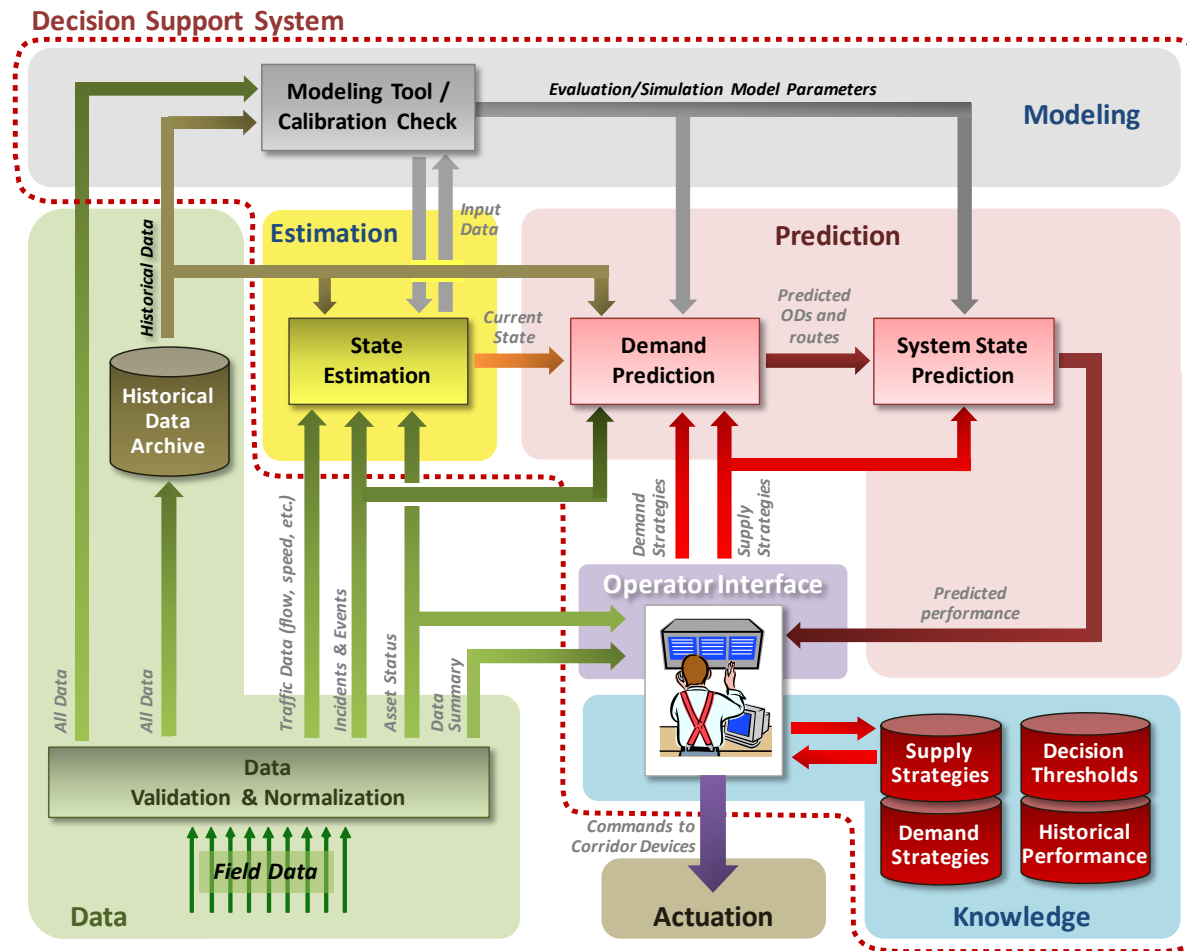 Decision Support System
Modeling Tool /
Calibration Check
Evaluation/Simulation Model Parameters
Modeling
Historical Data
Estimation
Input
Data
Prediction
State
Estimation
Current
State
Demand
Prediction
Predicted
ODs and
routes
System State
Prediction
Historical
Data
Archive
All Data
All Data
Traffic Data (flow, speed, etc.)
Incidents & Events
Asset Status
Data
Summary
Demand
Strategies
Supply
Strategies
Operator Interface
Predicted
performance
Data
Validation & Normalization
Field Data
Data
Supply
Strategies
Decision
Thresholds
Demand
Strategies
Historical
Performance
Knowledge
Commands to
Corridor Devices
Actuation